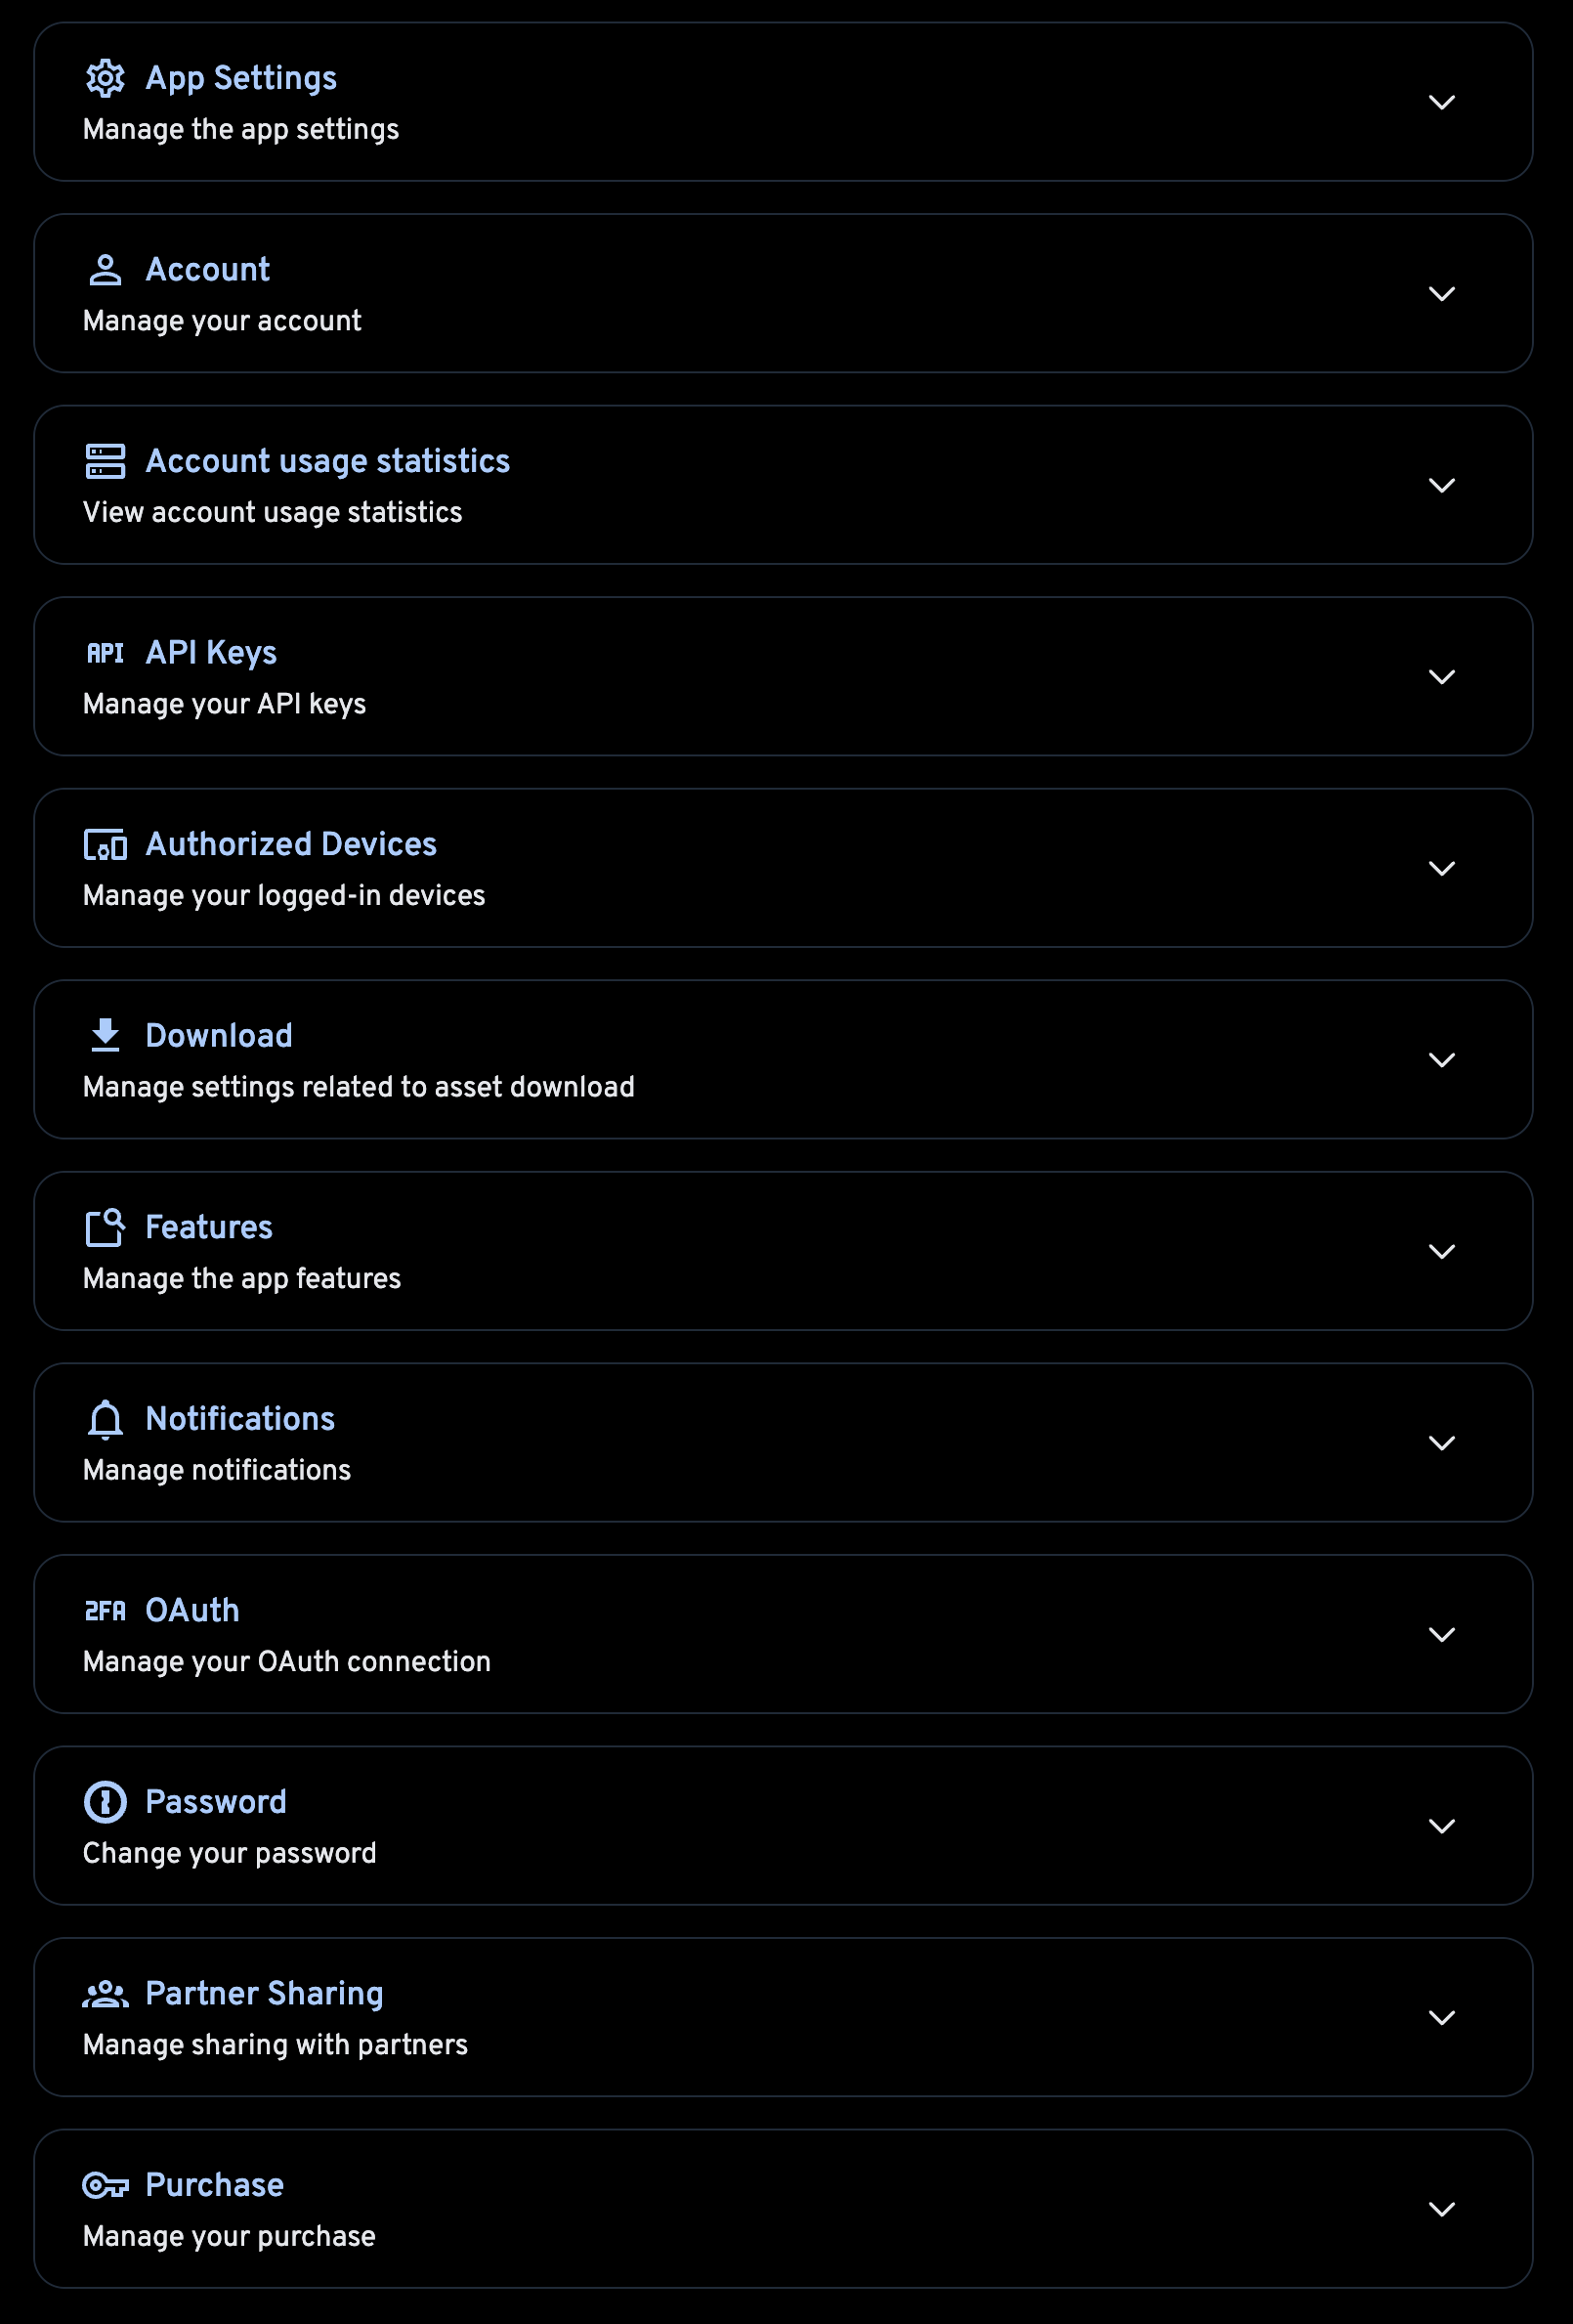 App Settings
Manage the app settings
Account
Manage your account
Account usage statistics
View account usage statistics
API API Keys
Manage your API keys
Authorized Devices
Manage your logged-in devices
Download
Manage settings related to asset download
Features
Manage the app features
Notifications
Manage notifications
2FA OAuth
Manage your OAuth connection
Password
Change your password
Partner Sharing
Manage sharing with partners
Purchase
Manage your purchase